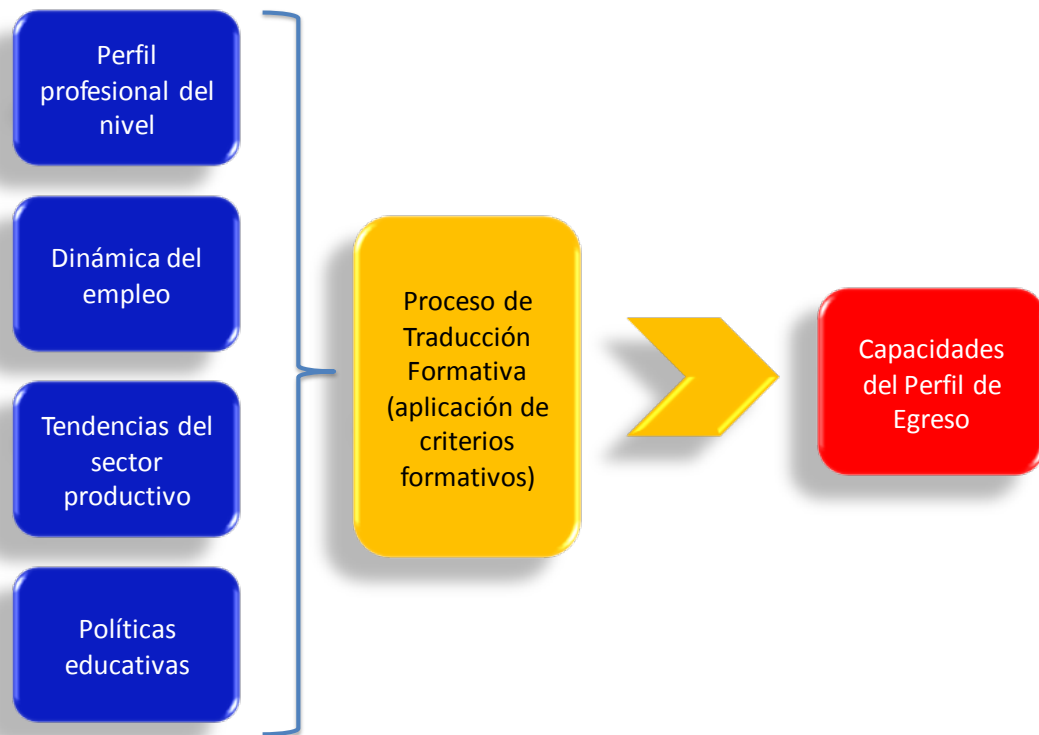 Perfil
profesional del
nivel
Dinámica del
empleo
Tendencias del
sector
productivo
Políticas
educativas
Proceso de
Traducción
Formativa
(aplicación de
criterios
formativos)
Capacidades
del Perfil de
Egreso